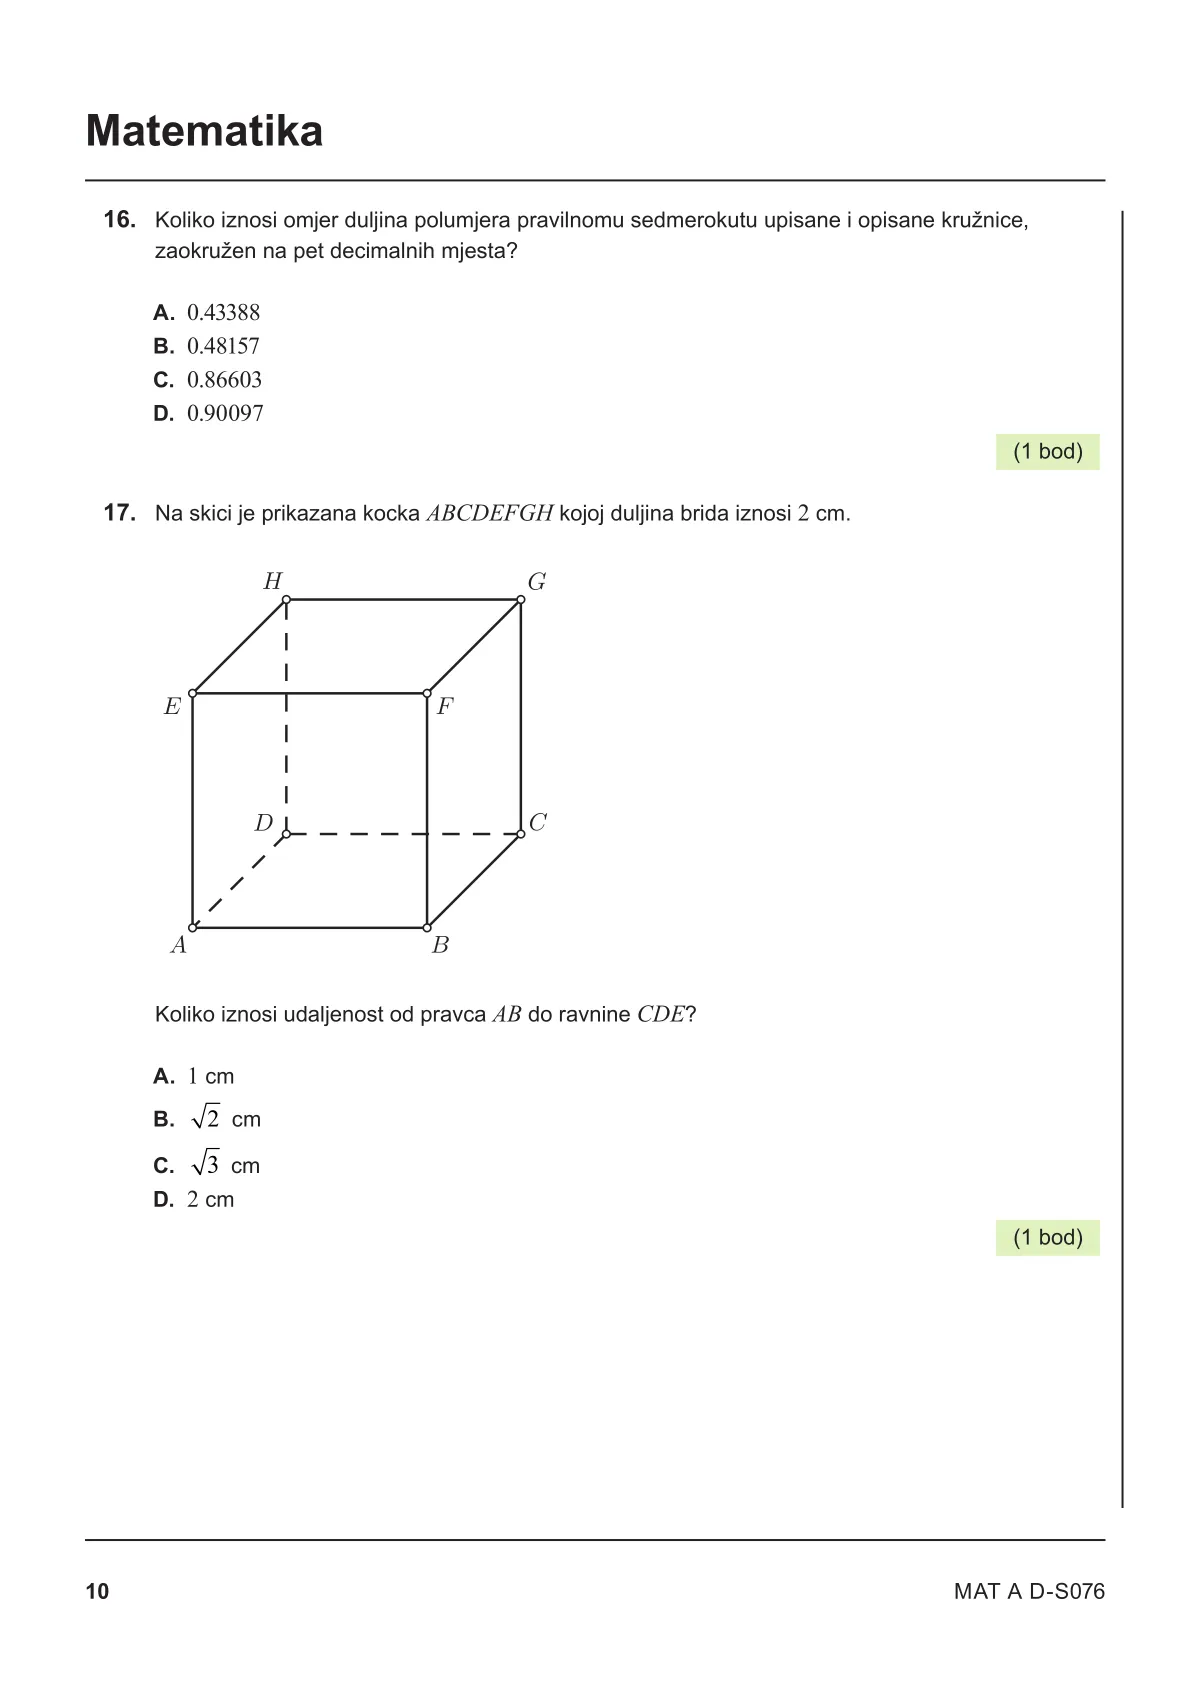 Matematika
16. Koliko iznosi omjer duljina polumjera pravilnomu sedmerokutu upisane i opisane kružnice,
zaokružen na pet decimalnih mjesta?
A. 0.43388
B. 0.48157
C. 0.86603
D. 0.90097
(1 bod)
17. Na skici je prikazana kocka ABCDEFGH kojoj duljina brida iznosi 2 cm.
H G
E F
D C
A B
Koliko iznosi udaljenost od pravca AB do ravnine CDE?
A. 1 cm
B. √2 cm
C. √3 cm
D. 2 cm
(1 bod)
10 MAT A D-S076